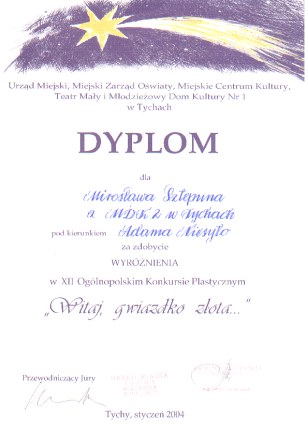 Urząd Miejski, Miejski Zarząd Oświaty, Miejskie Centrum Kultury,
Teatr Mały i Młodzieżowy Dom Kultury Nr 1
w Tychach
DYPLOM
dla
Mirosława Sztepuna
z MDK 2 w Tychach
pod kierunkiem Adama Niesyto
za zdobycie
WYRÓŻNIENIA
w XII Ogólnopolskim Konkursie Plastycznym
„Witaj, gwiazdko złota..."
Przewodniczący Jury
Tychy, styczeń 2004